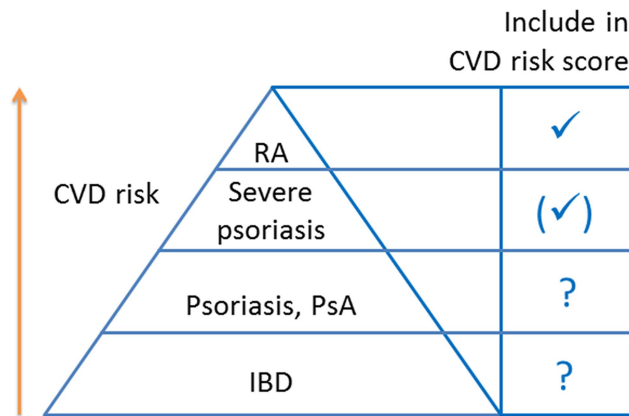 Include in
CVD risk score
RA
✓
CVD risk
Severe
psoriasis
(✓)
Psoriasis, PsA
?
IBD
?